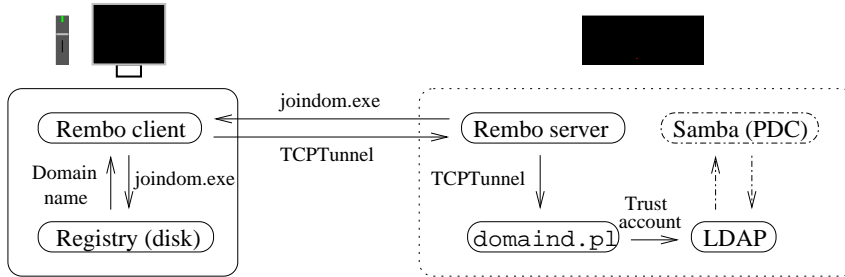 joindom.exe
Rembo client
Rembo server
Samba (PDC)
TCPTunnel
Domain
name
joindom.exe
TCPTunnel
Trust
account
Registry (disk)
domaind.pl
LDAP